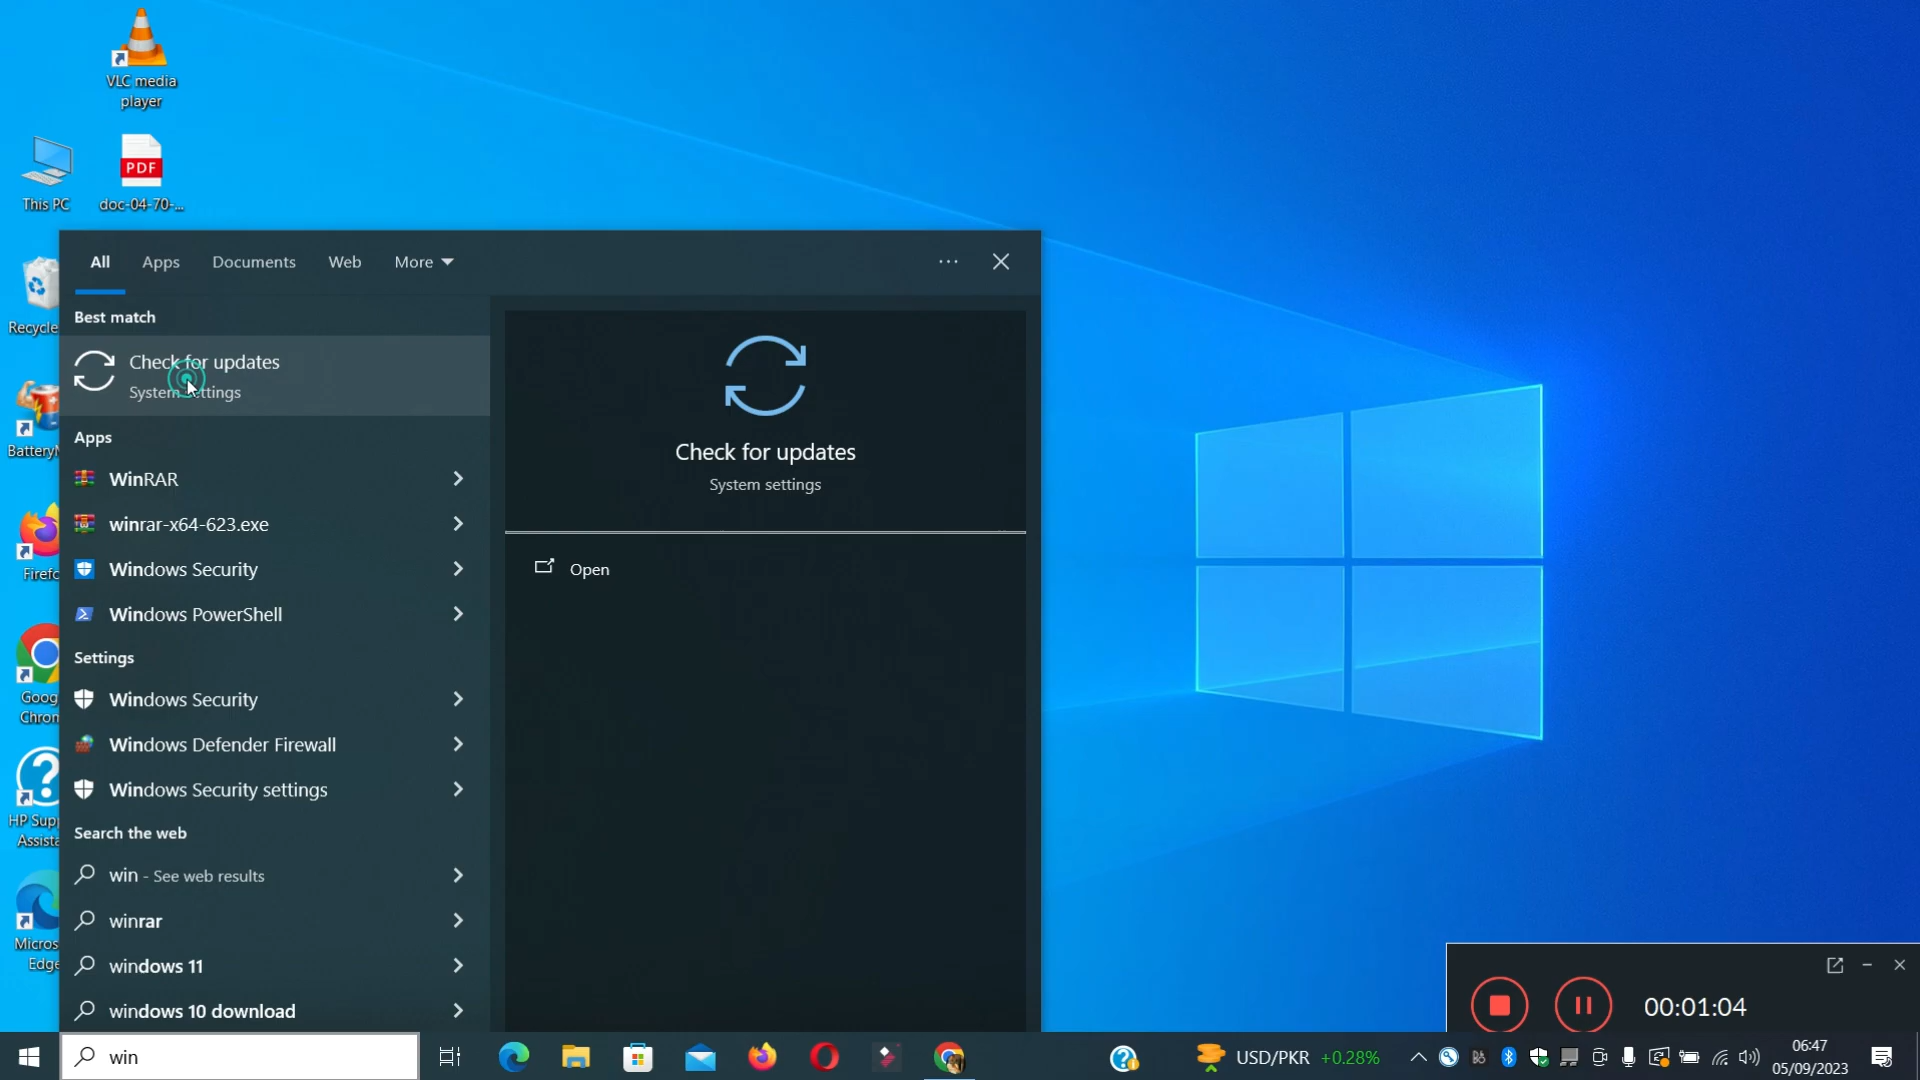 VLC media
player
This PC
PDF
doc-04-70-...
Recycle
Firefo
Goog
Chrom
HP Supp
Assista
Micros
Edge
All
Apps
Documents
Web
More
Best match
Check for updates
System settings
Apps
WinRAR
winrar-x64-623.exe
Windows Security
Windows PowerShell
Settings
Windows Security
Windows Defender Firewall
Windows Security settings
Search the web
win - See web results
winrar
windows 11
windows 10 download
Check for updates
System settings
Open
00:01:04
win
USD/PKR +0.28%
06:47
05/09/2023